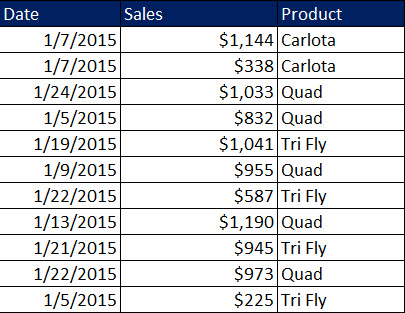 Date Sales Product
1/7/2015 $1,144 Carlota
1/7/2015 $338 Carlota
1/24/2015 $1,033 Quad
1/5/2015 $832 Quad
1/19/2015 $1,041 Tri Fly
1/9/2015 $955 Quad
1/22/2015 $587 Tri Fly
1/13/2015 $1,190 Quad
1/21/2015 $945 Tri Fly
1/22/2015 $973 Quad
1/5/2015 $225 Tri Fly